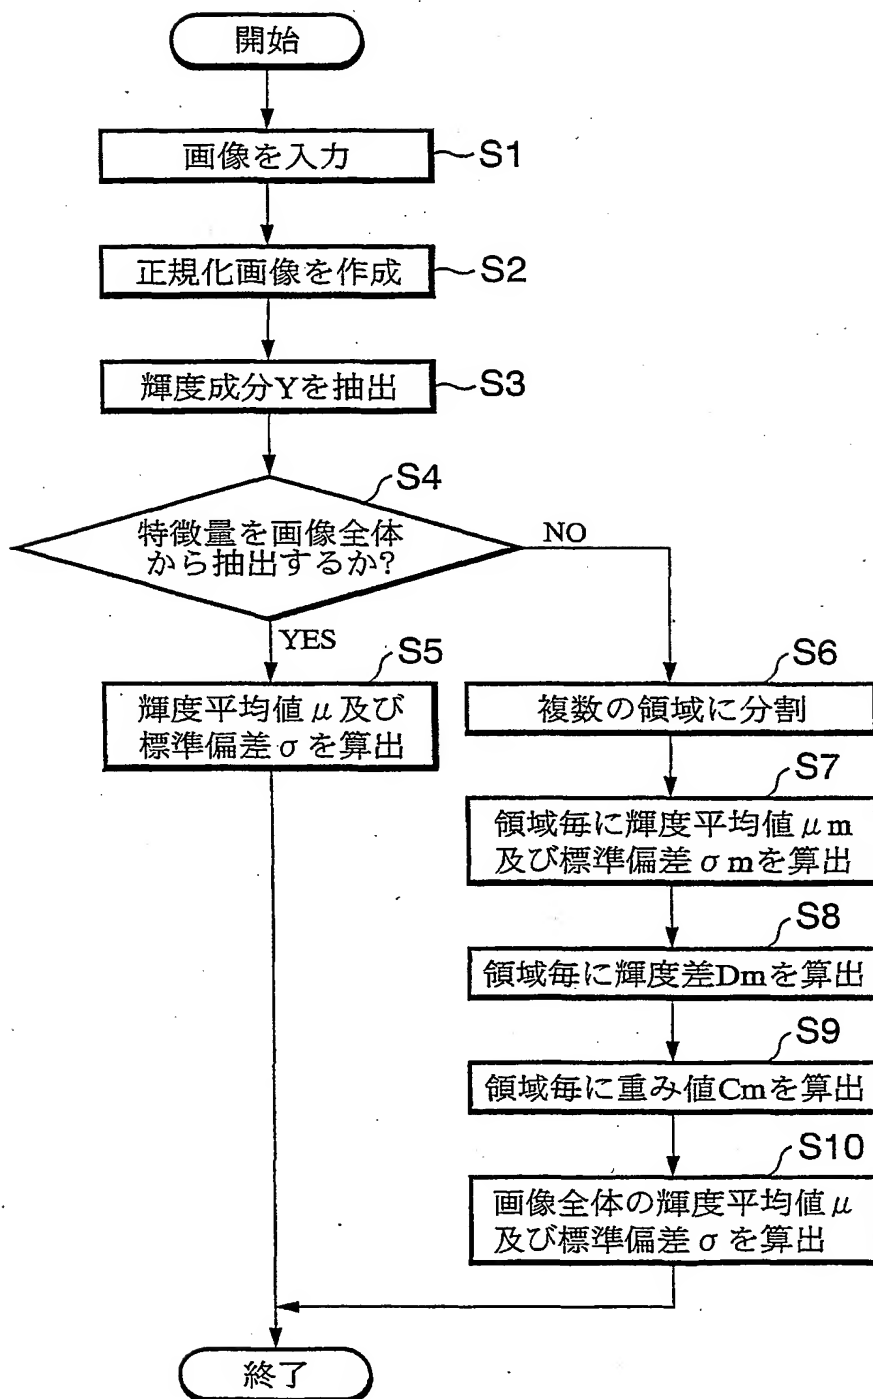 開始
画像を入力
S1
正規化画像を作成
S2
輝度成分Yを抽出
S3
S4
特徴量を画像全体
から抽出するか?
NO
YES
S5
輝度平均値μ及び
標準偏差σを算出
S6
複数の領域に分割
S7
領域毎に輝度平均値μm
及び標準偏差σmを算出
S8
領域毎に輝度差Dmを算出
S9
領域毎に重み値Cmを算出
S10
画像全体の輝度平均値μ
及び標準偏差σを算出
終了